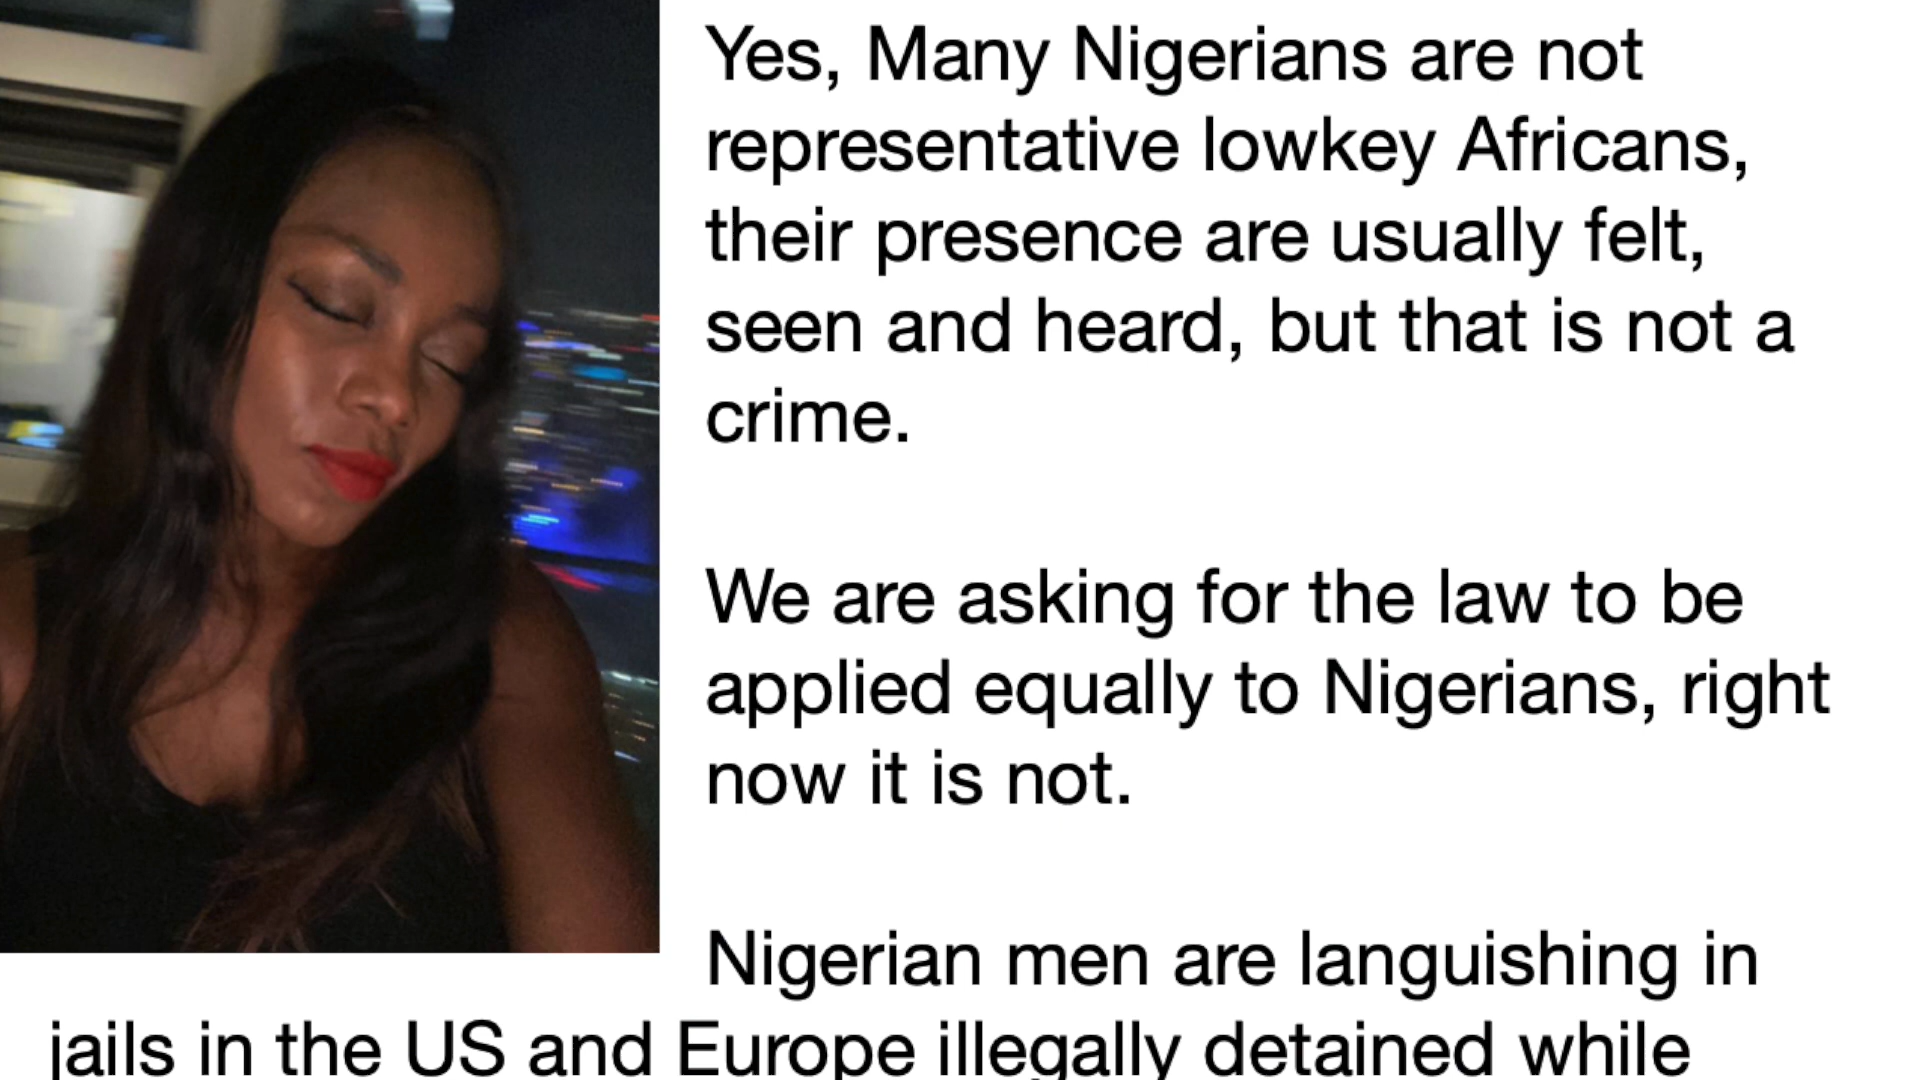 Yes, Many Nigerians are not
representative lowkey Africans,
their presence are usually felt,
seen and heard, but that is not a
crime.
We are asking for the law to be
applied equally to Nigerians, right
now it is not.
Nigerian men are languishing in
jails in the US and Europe illegally detained while